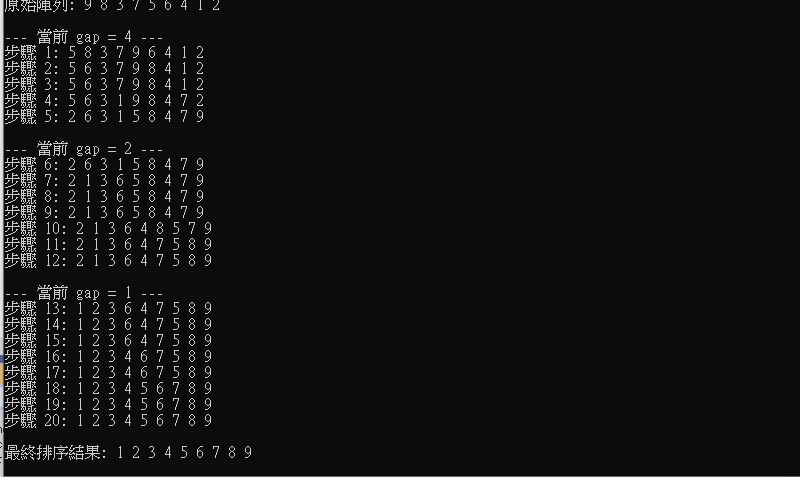 原始陣列: 9 8 3 7 5 6 4 1 2
--- 當前 gap = 4 ---
步驟 1: 5 8 3 7 9 6 4 1 2
步驟 2: 5 6 3 7 9 8 4 1 2
步驟 3: 5 6 3 7 9 8 4 1 2
步驟 4: 5 6 3 1 9 8 4 7 2
步驟 5: 2 6 3 1 5 8 4 7 9
--- 當前 gap = 2 ---
步驟 6: 2 6 3 1 5 8 4 7 9
步驟 7: 2 1 3 6 5 8 4 7 9
步驟 8: 2 1 3 6 5 8 4 7 9
步驟 9: 2 1 3 6 5 8 4 7 9
步驟 10: 2 1 3 6 4 8 5 7 9
步驟 11: 2 1 3 6 4 7 5 8 9
步驟 12: 2 1 3 6 4 7 5 8 9
--- 當前 gap = 1 ---
步驟 13: 1 2 3 6 4 7 5 8 9
步驟 14: 1 2 3 6 4 7 5 8 9
步驟 15: 1 2 3 6 4 7 5 8 9
步驟 16: 1 2 3 4 6 7 5 8 9
步驟 17: 1 2 3 4 6 7 5 8 9
步驟 18: 1 2 3 4 5 6 7 8 9
步驟 19: 1 2 3 4 5 6 7 8 9
步驟 20: 1 2 3 4 5 6 7 8 9
最終排序結果: 1 2 3 4 5 6 7 8 9